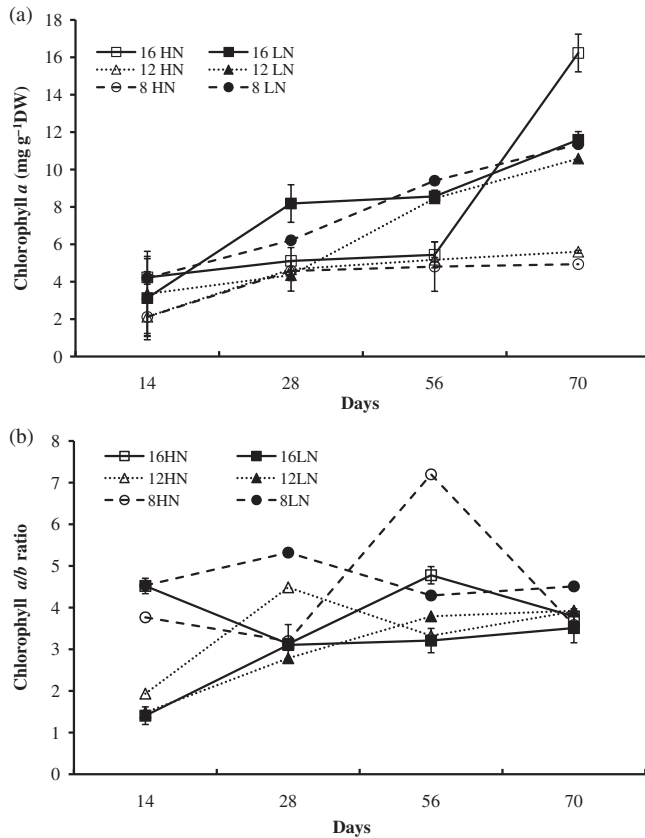 (a)
18
16
14
12
10
8
6
4
2
0
Chlorophyll a (mg g⁻¹DW)
16 HN 16 LN
12 HN 12 LN
8 HN 8 LN
14 28 56 70
Days
(b)
8
7
6
5
4
3
2
1
0
Chlorophyll a/b ratio
16HN 16LN
12HN 12LN
8HN 8LN
14 28 56 70
Days